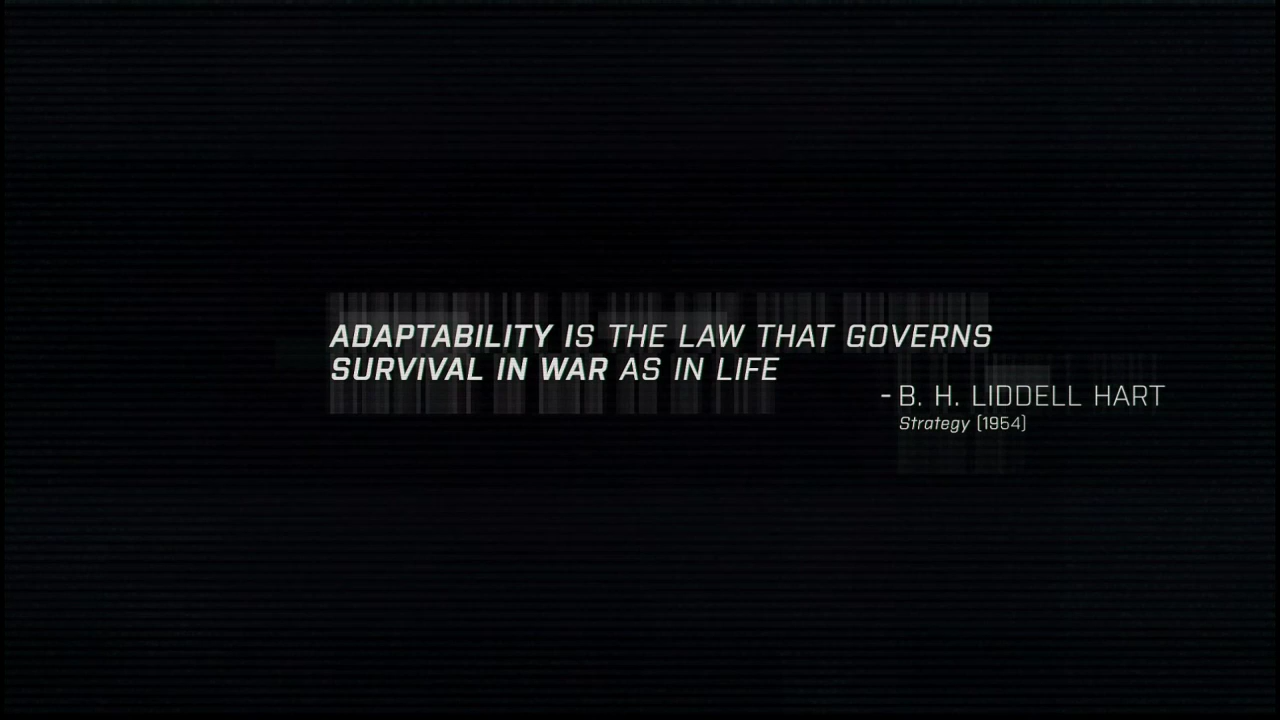 ADAPTABILITY IS THE LAW THAT GOVERNS
SURVIVAL IN WAR AS IN LIFE
- B. H. LIDDELL HART
Strategy (1954)